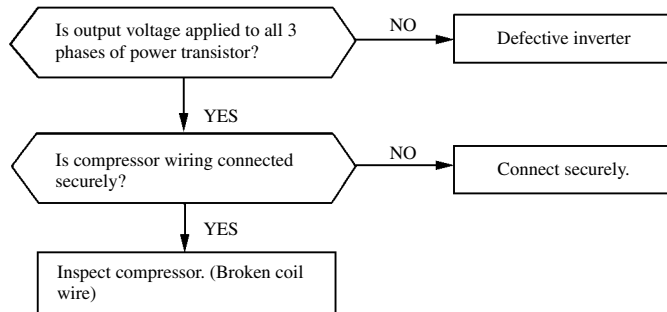 Is output voltage applied to all 3
phases of power transistor?
NO
Defective inverter
YES
Is compressor wiring connected
securely?
NO
Connect securely.
YES
Inspect compressor. (Broken coil
wire)